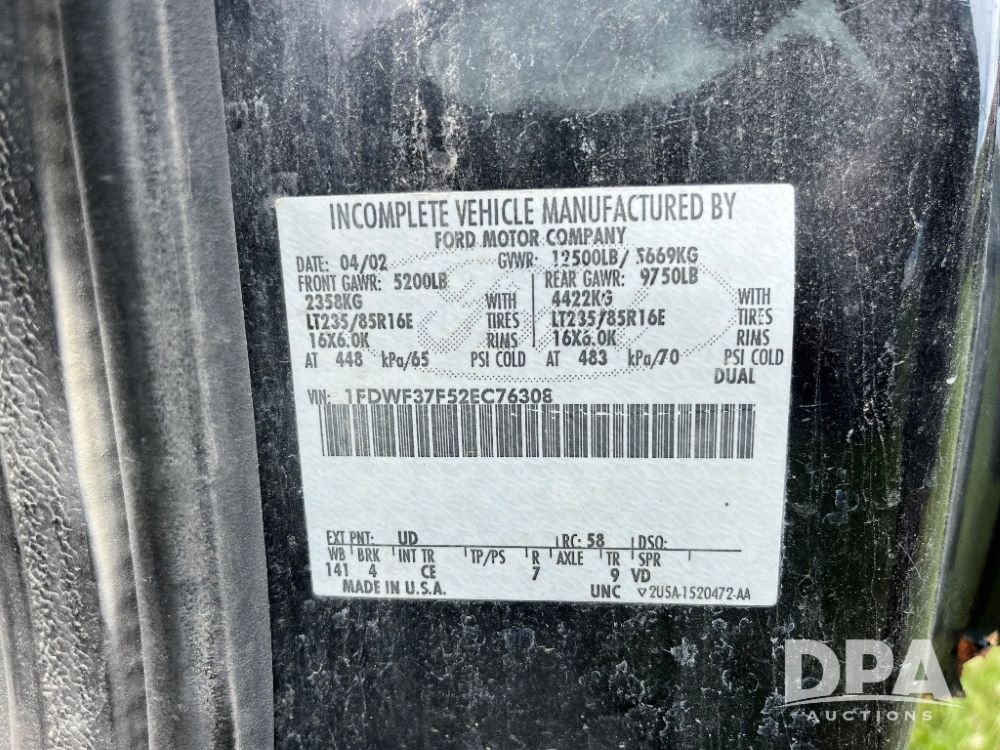 INCOMPLETE VEHICLE MANUFACTURED BY
FORD MOTOR COMPANY
DATE: 04/02 GVWR: 12500LB/ 5669KG
FRONT GAWR: 5200LB REAR GAWR: 9750LB
2358KG WITH 4422KG WITH
LT235/85R16E TIRES LT235/85R16E TIRES
16X6.0K RIMS 16X6.0K RIMS
AT 448 kPa/65 PSI COLD AT 483 kPa/70 PSI COLD
DUAL
VIN: 1FDWF37F52EC76308
EXT PNT: UD RC: 58 DSO:
WB BRK INT TR TP/PS R AXLE TR SPR
141 4 CE 7 9 VD
MADE IN U.S.A. UNC 2U5A-1520472-AA
DPA
AUCTIONS